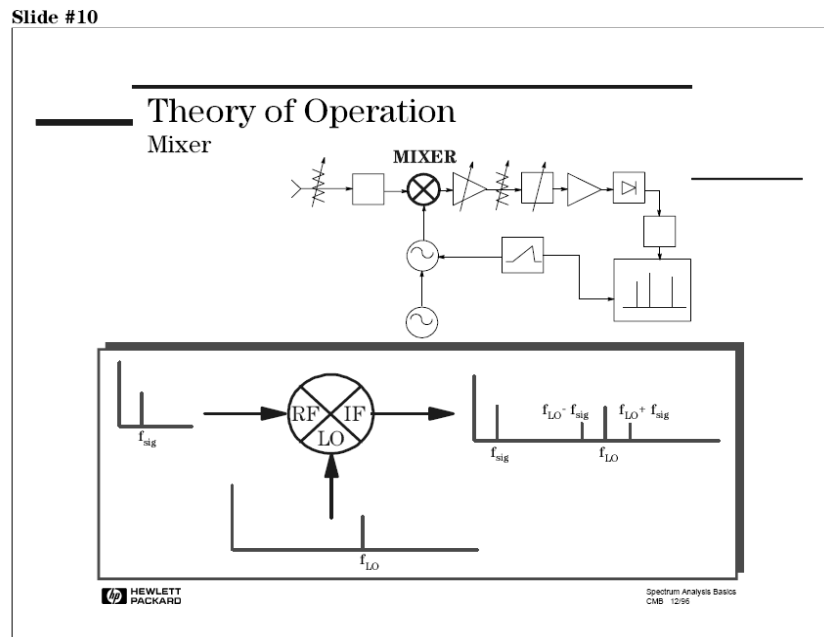 Slide #10
Theory of Operation
Mixer
MIXER
RF IF
LO
f_sig
f_LO
f_sig
f_LO - f_sig
f_LO
f_LO + f_sig
hp HEWLETT
PACKARD
Spectrum Analysis Basics
CMB 12/96